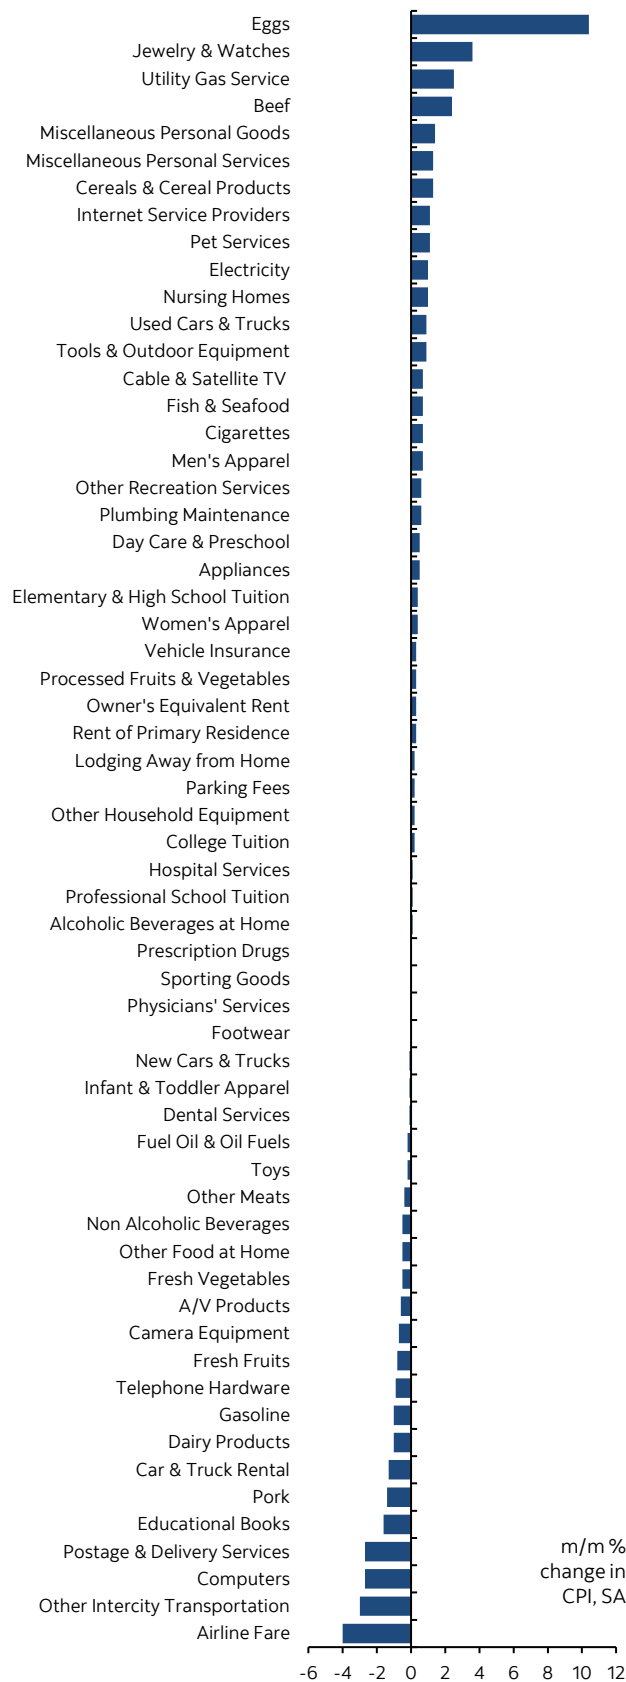 Eggs
Jewelry & Watches
Utility Gas Service
Beef
Miscellaneous Personal Goods
Miscellaneous Personal Services
Cereals & Cereal Products
Internet Service Providers
Pet Services
Electricity
Nursing Homes
Used Cars & Trucks
Tools & Outdoor Equipment
Cable & Satellite TV
Fish & Seafood
Cigarettes
Men's Apparel
Other Recreation Services
Plumbing Maintenance
Day Care & Preschool
Appliances
Elementary & High School Tuition
Women's Apparel
Vehicle Insurance
Processed Fruits & Vegetables
Owner's Equivalent Rent
Rent of Primary Residence
Lodging Away from Home
Parking Fees
Other Household Equipment
College Tuition
Hospital Services
Professional School Tuition
Alcoholic Beverages at Home
Prescription Drugs
Sporting Goods
Physicians' Services
Footwear
New Cars & Trucks
Infant & Toddler Apparel
Dental Services
Fuel Oil & Oil Fuels
Toys
Other Meats
Non Alcoholic Beverages
Other Food at Home
Fresh Vegetables
A/V Products
Camera Equipment
Fresh Fruits
Telephone Hardware
Gasoline
Dairy Products
Car & Truck Rental
Pork
Educational Books
Postage & Delivery Services
Computers
Other Intercity Transportation
Airline Fare
m/m %
change in
CPI, SA
-6 -4 -2 0 2 4 6 8 10 12